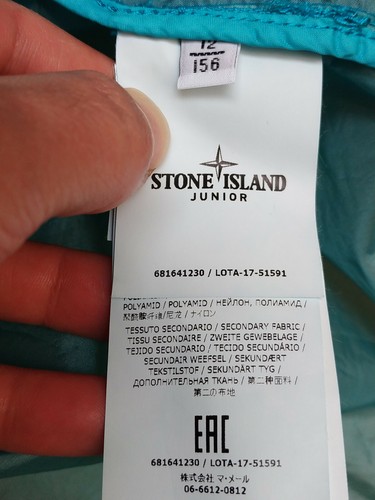 12
156
STONE ISLAND
JUNIOR
681641230 / LOTA-17-51591
POLYAMID / POLYAMID / НЕЙЛОН, ПОЛИАМИД /
聚酰胺纤维/尼龙 / ナイロン
TESSUTO SECONDARIO / SECONDARY FABRIC /
TISSU SECONDAIRE / ZWEITE GEWEBELAGE /
TEJIDO SECONDARIO / TECIDO SECUNDÁRIO /
SECUNDAIR WEEFSEL / SEKUNDÆRT
TEKSTILSTOF / SEKUNDÄRT TYG /
ДОПОЛНИТЕЛЬНАЯ ТКАНЬ / 第二种面料 /
第二の布地
EAC
681641230 / LOTA-17-51591
株式会社 マ・メール
06-6612-0812